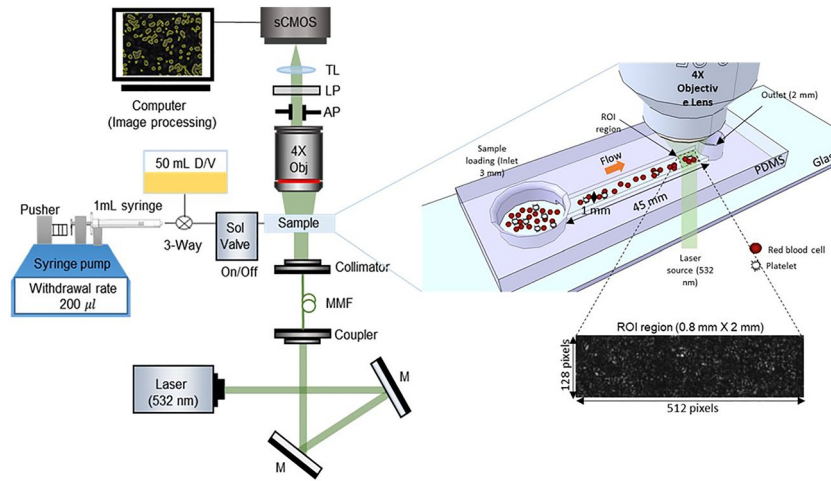 sCMOS
TL
LP
AP
Computer
(Image processing)
4X
Obj
50 mL D/V
1mL syringe
Pusher
3-Way
Sol
Valve
On/Off
Sample
Syringe pump
Withdrawal rate
200 μl
Collimator
MMF
Coupler
Laser
(532 nm)
M
M
4X
Objectiv
e Lens
Outlet (2 mm)
ROI
region
Sample
loading (Inlet
3 mm)
Flow
PDMS
Glas
1 mm
45 mm
Laser
source (532
nm)
Red blood cell
Platelet
ROI region (0.8 mm X 2 mm)
128 pixels
512 pixels